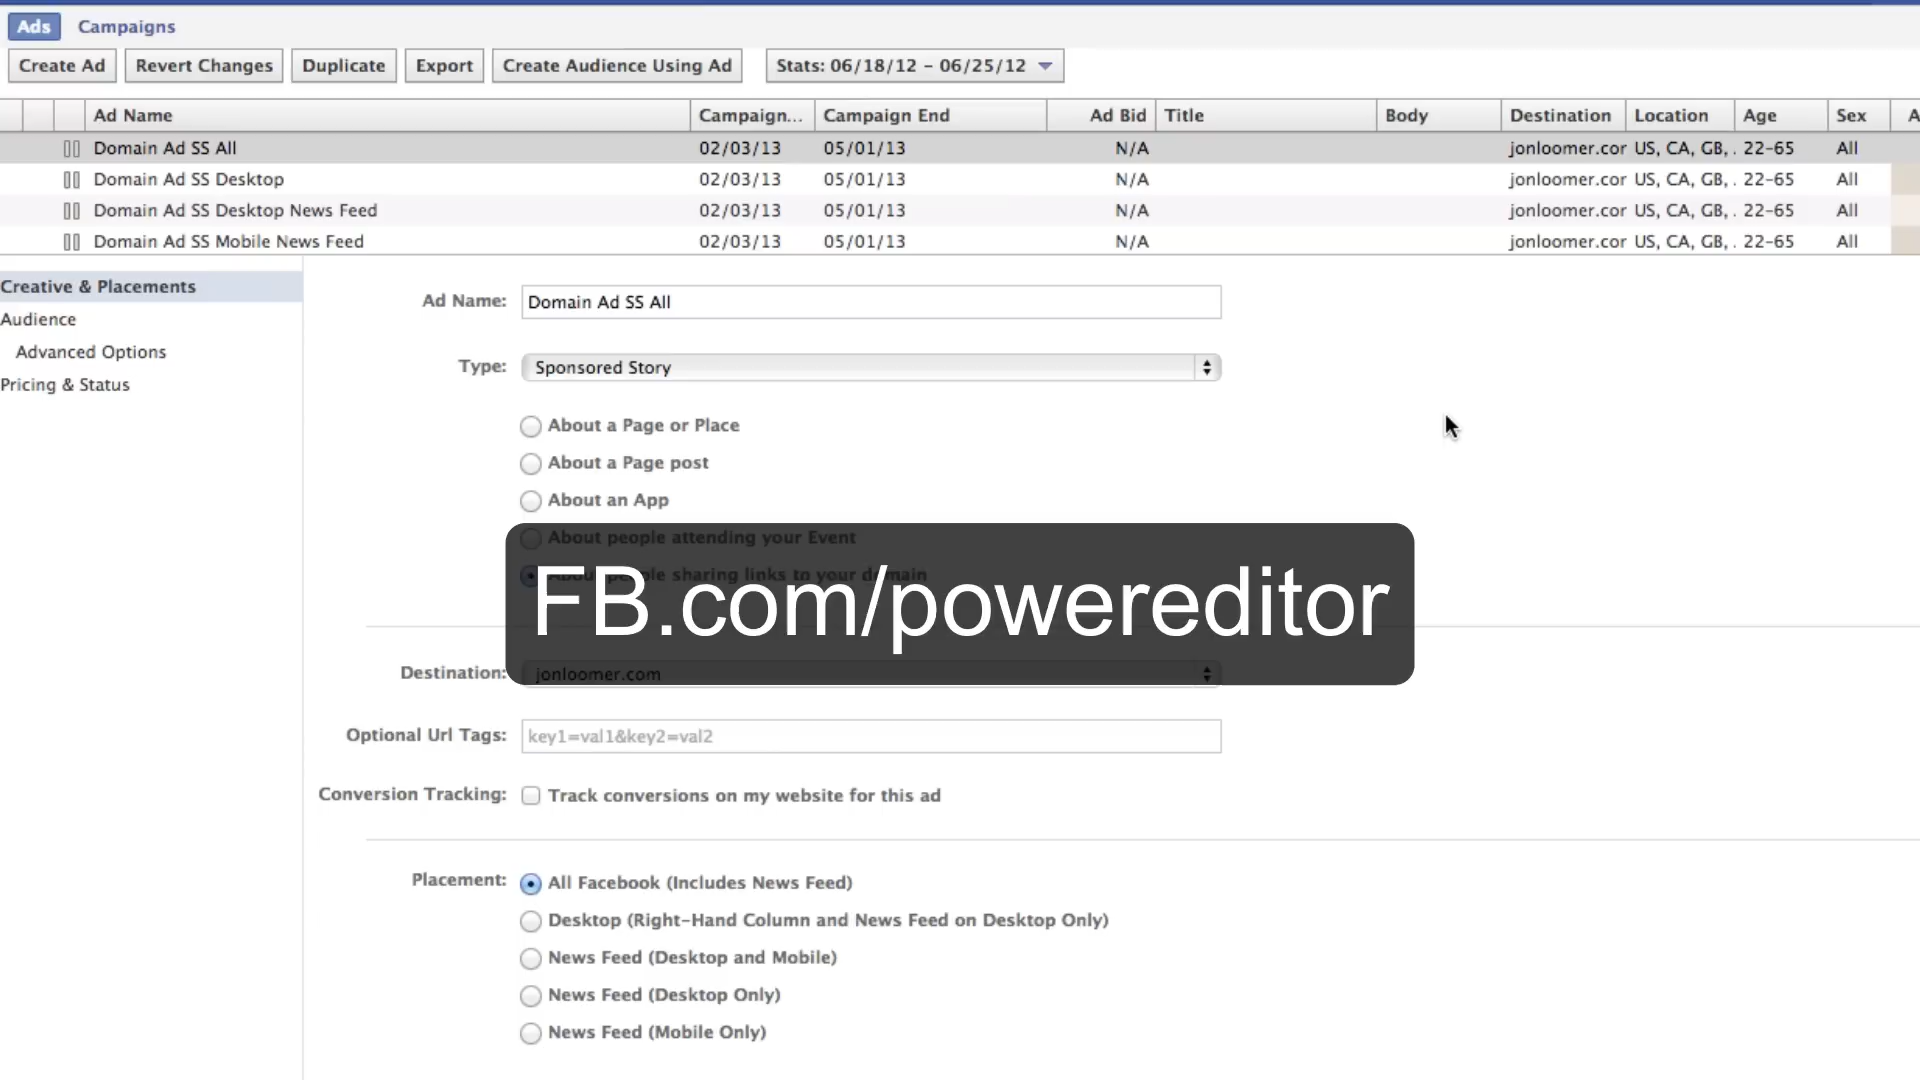 Ads Campaigns
Create Ad Revert Changes Duplicate Export Create Audience Using Ad Stats: 06/18/12 - 06/25/12
Ad Name Campaign... Campaign End Ad Bid Title Body Destination Location Age Sex A
Domain Ad SS All 02/03/13 05/01/13 N/A jonloomer.cor US, CA, GB, . 22-65 All
Domain Ad SS Desktop 02/03/13 05/01/13 N/A jonloomer.cor US, CA, GB, . 22-65 All
Domain Ad SS Desktop News Feed 02/03/13 05/01/13 N/A jonloomer.cor US, CA, GB, . 22-65 All
Domain Ad SS Mobile News Feed 02/03/13 05/01/13 N/A jonloomer.cor US, CA, GB, . 22-65 All
Creative & Placements
Audience
Advanced Options
Pricing & Status
Ad Name: Domain Ad SS All
Type: Sponsored Story
About a Page or Place
About a Page post
About an App
About people attending your Event
About people sharing links to your domain
FB.com/powereditor
Destination: jonloomer.com
Optional Url Tags: key1=val1&key2=val2
Conversion Tracking: Track conversions on my website for this ad
Placement: All Facebook (Includes News Feed)
Desktop (Right-Hand Column and News Feed on Desktop Only)
News Feed (Desktop and Mobile)
News Feed (Desktop Only)
News Feed (Mobile Only)